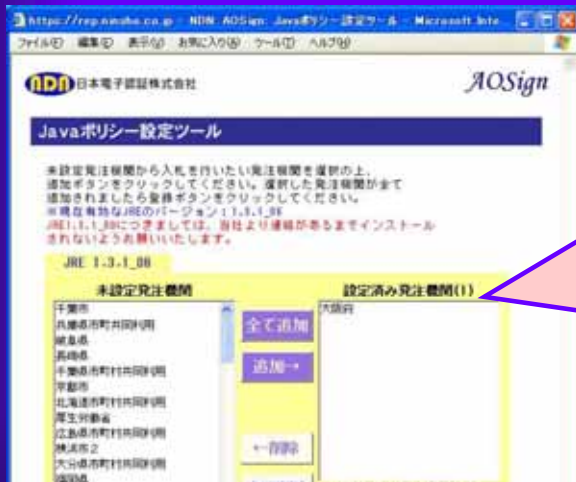 https://rep.ninsho.co.jp - NDN: AOSign: Javaポリシー設定ツール - Microsoft Inte...
ファイル(F) 編集(E) 表示(V) お気に入り(A) ツール(T) ヘルプ(H)
NDN 日本電子認証株式会社
AOSign
Javaポリシー設定ツール
未設定発注機関から入札を行いたい発注機関を選択の上、
追加ボタンをクリックしてください。選択した発注機関が全て
追加されましたら登録ボタンをクリックしてください。
※現在有効なJREのバージョン:1.3.1_06
につきましては、当社より連絡があるまでインストール
されないようお願いいたします。
JRE 1.3.1_06
未設定発注機関
設定済み発注機関(1)
千葉市
兵庫県市町共同利用
岐阜県
長崎県
千葉県市町村共同利用
京都市
北海道市町村共同利用
厚生労働省
広島県市町村共同利用
横浜市2
大分県市町村共同利用
福岡県
全て追加
追加→
←削除
大阪府